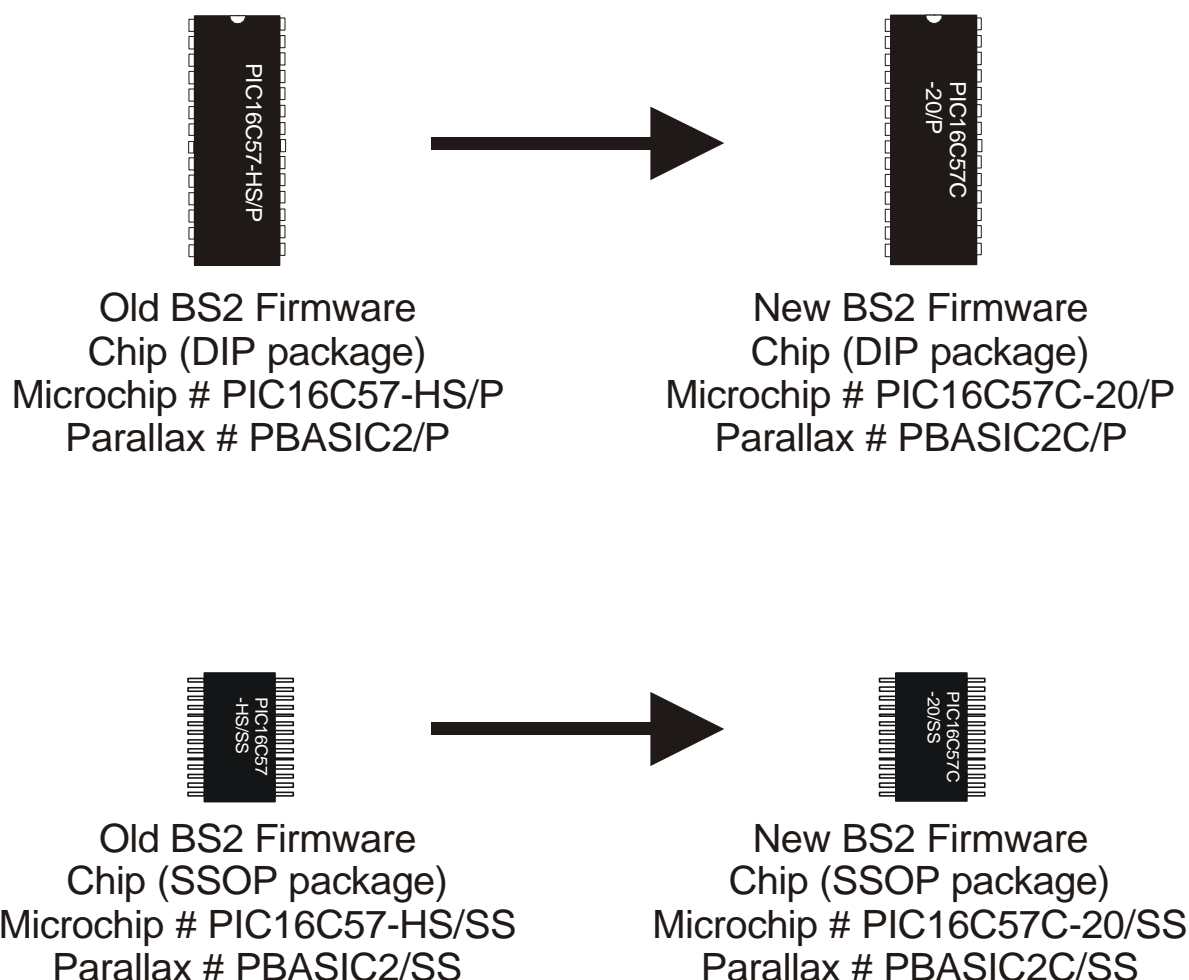 PIC16C57-HS/P
PIC16C57C
-20/P
Old BS2 Firmware
Chip (DIP package)
Microchip # PIC16C57-HS/P
Parallax # PBASIC2/P
New BS2 Firmware
Chip (DIP package)
Microchip # PIC16C57C-20/P
Parallax # PBASIC2C/P
PIC16C57
-HS/SS
PIC16C57C
-20/SS
Old BS2 Firmware
Chip (SSOP package)
Microchip # PIC16C57-HS/SS
Parallax # PBASIC2/SS
New BS2 Firmware
Chip (SSOP package)
Microchip # PIC16C57C-20/SS
Parallax # PBASIC2C/SS